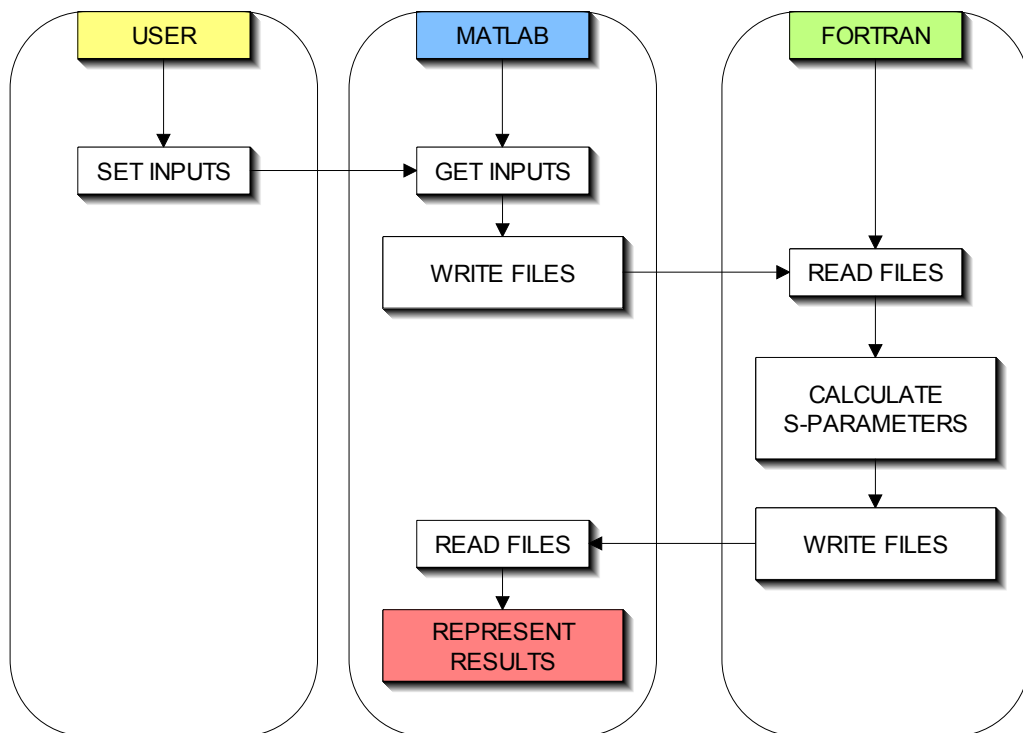 USER
MATLAB
FORTRAN
SET INPUTS
GET INPUTS
WRITE FILES
READ FILES
CALCULATE
S-PARAMETERS
READ FILES
WRITE FILES
REPRESENT
RESULTS